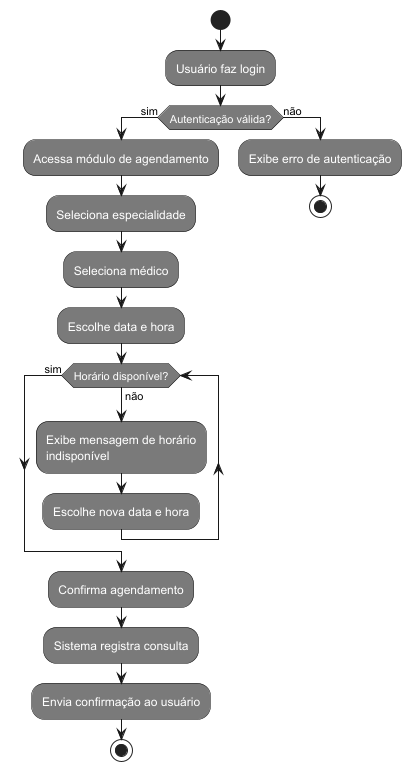 Usuário faz login
sim
Autenticação válida?
não
Acessa módulo de agendamento
Exibe erro de autenticação
Seleciona especialidade
Seleciona médico
Escolhe data e hora
sim
Horário disponível?
não
Exibe mensagem de horário
indisponível
Escolhe nova data e hora
Confirma agendamento
Sistema registra consulta
Envia confirmação ao usuário